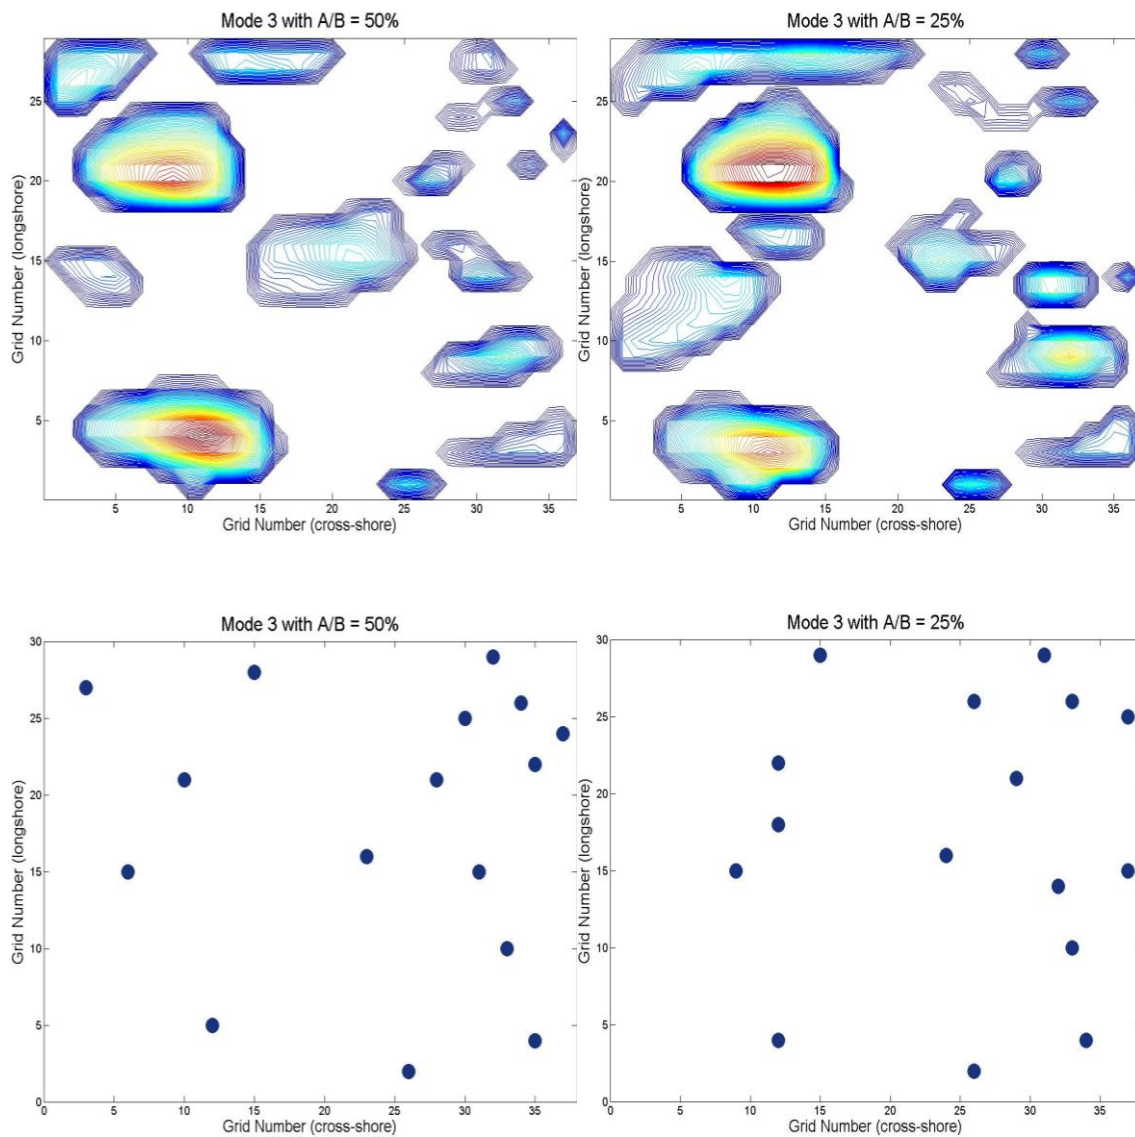 Mode 3 with A/B = 50%
Grid Number (longshore)
25
20
15
10
5
5 10 15 20 25 30 35
Grid Number (cross-shore)
Mode 3 with A/B = 25%
Grid Number (longshore)
25
20
15
10
5
5 10 15 20 25 30 35
Grid Number (cross-shore)
Mode 3 with A/B = 50%
Grid Number (longshore)
30
25
20
15
10
5
0
0 5 10 15 20 25 30 35
Grid Number (cross-shore)
Mode 3 with A/B = 25%
Grid Number (longshore)
30
25
20
15
10
5
0
0 5 10 15 20 25 30 35
Grid Number (cross-shore)